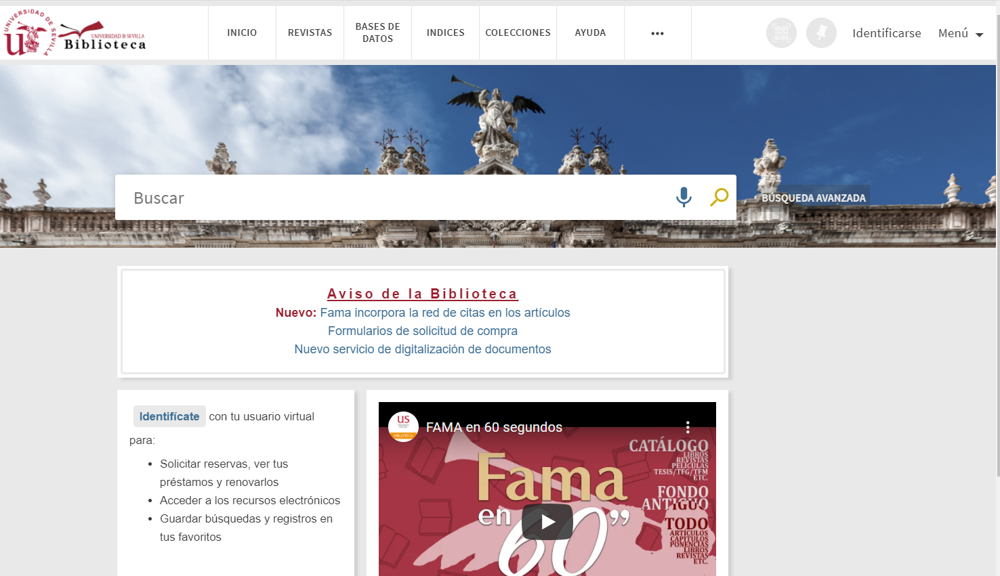 UNIVERSIDAD DE SEVILLA
UNIVERSIDAD D SEVILLA
Biblioteca
INICIO
REVISTAS
BASES DE
DATOS
INDICES
COLECCIONES
AYUDA
•••
Identificarse
Menú
Buscar
BÚSQUEDA AVANZADA
Aviso de la Biblioteca
Nuevo: Fama incorpora la red de citas en los artículos
Formularios de solicitud de compra
Nuevo servicio de digitalización de documentos
Identifícate con tu usuario virtual
para:
• Solicitar reservas, ver tus
préstamos y renovarlos
• Acceder a los recursos electrónicos
• Guardar búsquedas y registros en
tus favoritos
US
BIBLIOTECA
FAMA en 60 segundos
Fama
en 60”
CATÁLOGO
LIBROS
REVISTAS
PELICULAS
TESIS/TFG/TFM
ETC.
FONDO
ANTIGUO
TODO
ARTÍCULOS
CAPITULOS
PONENCIAS
LIBROS
REVISTAS
ETC.